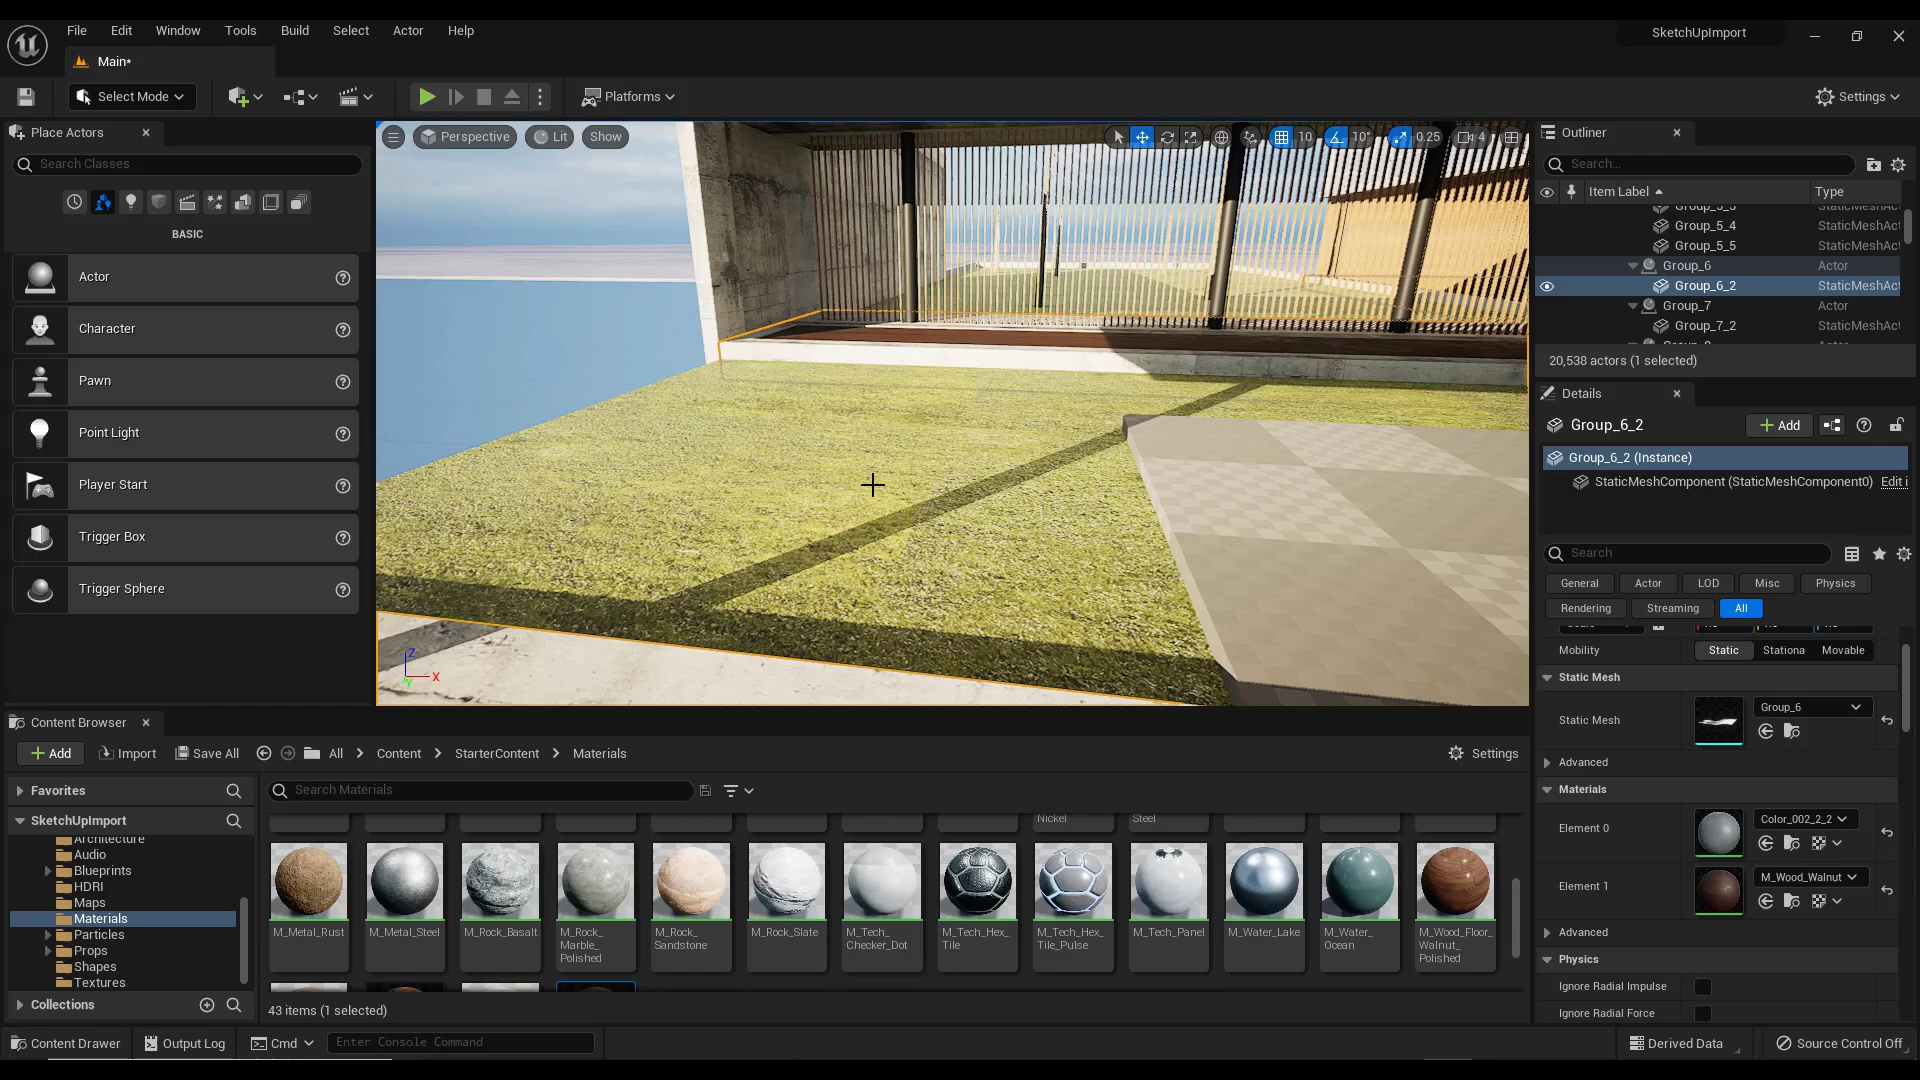 File Edit Window Tools Build Select Actor Help
SketchUpImport
Main*
Select Mode
Platforms
Settings
Place Actors
Search Classes
BASIC
Actor
Character
Pawn
Point Light
Player Start
Trigger Box
Trigger Sphere
Perspective Lit Show
10 10° 0.25 4
Z
X
Y
Outliner
Search...
Item Label Type
Group_5_3 StaticMeshAct
Group_5_4 StaticMeshAct
Group_5_5 StaticMeshAct
Group_6 Actor
Group_6_2 StaticMeshAct
Group_7 Actor
Group_7_2 StaticMeshAct
20,538 actors (1 selected)
Details
Group_6_2
Add
Group_6_2 (Instance)
StaticMeshComponent (StaticMeshComponent0) Edit i
Search
General Actor LOD Misc Physics
Rendering Streaming All
Mobility Static Stationa Movable
Static Mesh
Static Mesh
Group_6
Advanced
Materials
Element 0
Color_002_2_2
Element 1
M_Wood_Walnut
Advanced
Physics
Ignore Radial Impulse
Ignore Radial Force
Content Browser
Add Import Save All All Content StarterContent Materials
Settings
Favorites
SketchUpImport
Architecture
Audio
Blueprints
HDRI
Maps
Materials
Particles
Props
Shapes
Textures
Collections
Search Materials
Nickel
Steel
M_Metal_Rust
M_Metal_Steel
M_Rock_Basalt
M_Rock_
Marble_
Polished
M_Rock_
Sandstone
M_Rock_Slate
M_Tech_
Checker_Dot
M_Tech_Hex_
Tile
M_Tech_Hex_
Tile_Pulse
M_Tech_Panel
M_Water_Lake
M_Water_
Ocean
M_Wood_Floor_
Walnut_
Polished
43 items (1 selected)
Content Drawer Output Log Cmd Enter Console Command
Derived Data Source Control Off